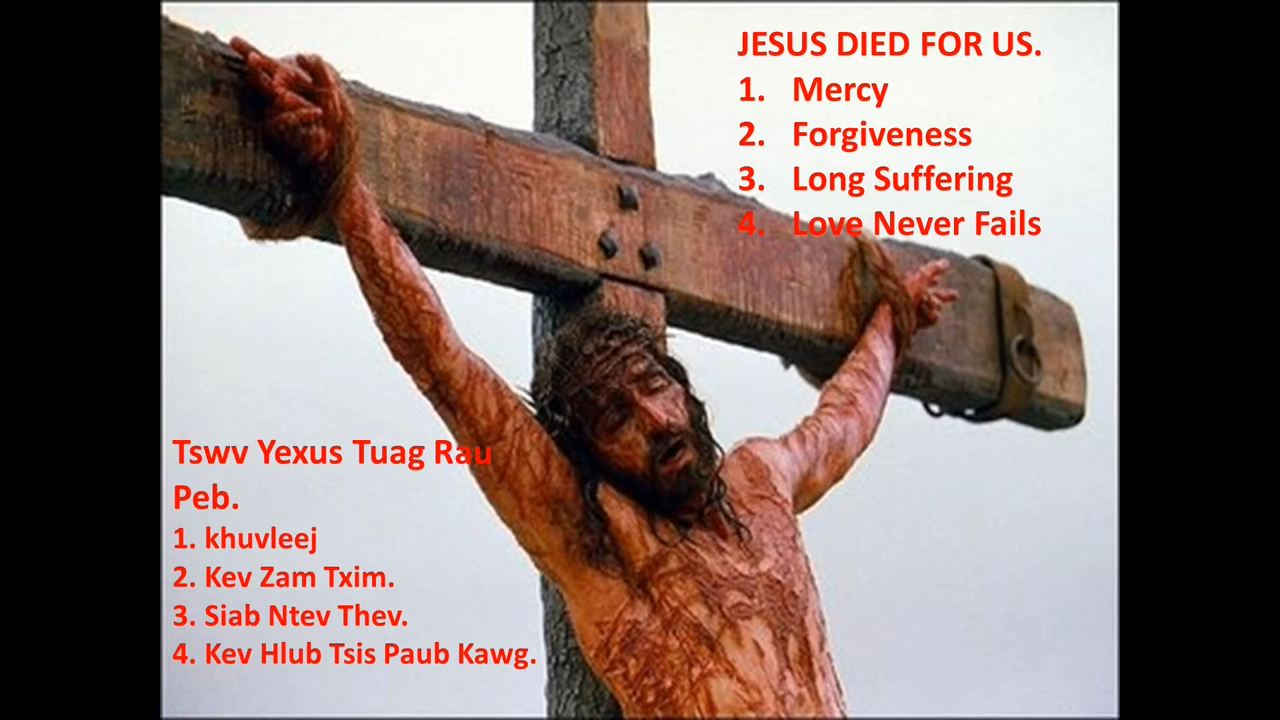 JESUS DIED FOR US.
1. Mercy
2. Forgiveness
3. Long Suffering
4. Love Never Fails
Tswv Yexus Tuag Rau
Peb.
1. khuvleej
2. Kev Zam Txim.
3. Siab Ntev Thev.
4. Kev Hlub Tsis Paub Kawg.